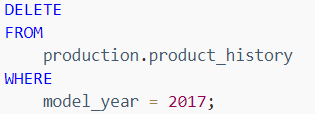 DELETE
FROM
    production.product_history
WHERE
    model_year = 2017;